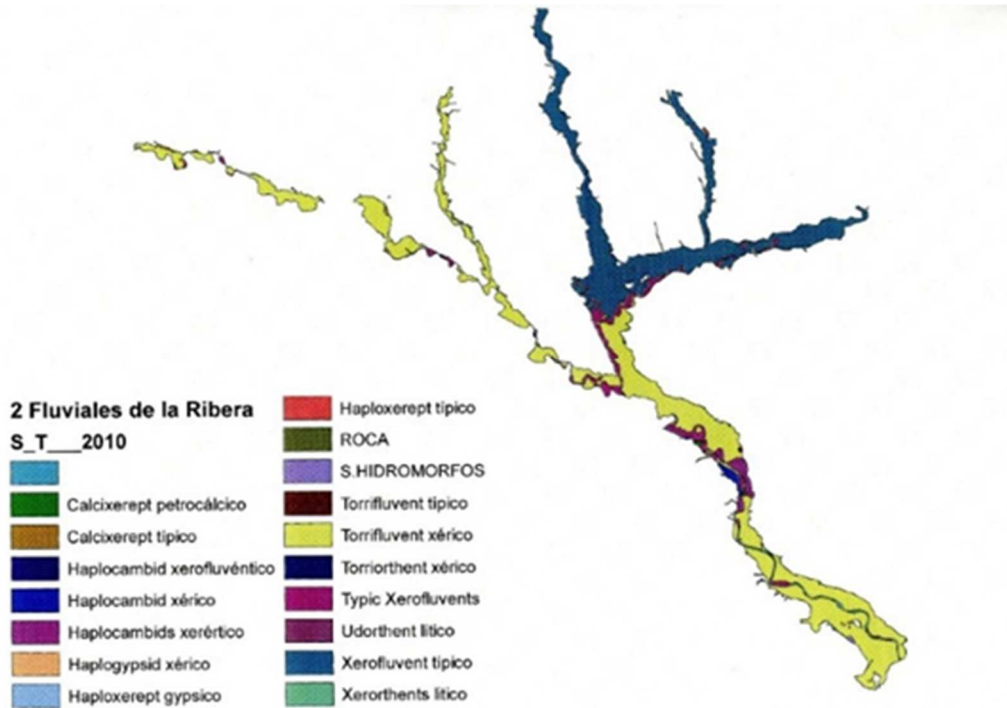 2 Fluviales de la Ribera
S_T___2010
Calcixerept petrocálcico
Calcixerept típico
Haplocambid xerofluvéntico
Haplocambid xérico
Haplocambids xerértico
Haplogypsid xérico
Haploxerept gypsico
Haploxerept típico
ROCA
S.HIDROMORFOS
Torrifluvent típico
Torrifluvent xérico
Torriorthent xérico
Typic Xerofluvents
Udorthent lítico
Xerofluvent típico
Xerorthents lítico